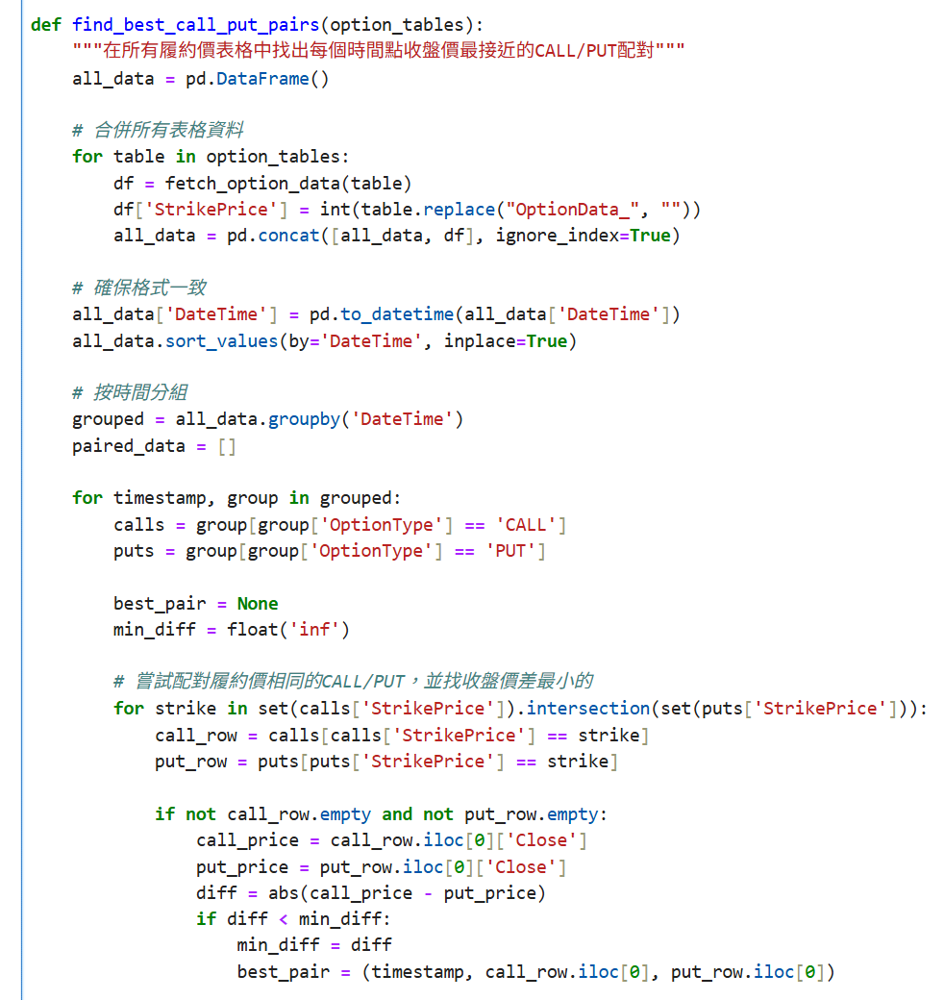 def find_best_call_put_pairs(option_tables):
    """在所有履約價表格中找出每個時間點收盤價最接近的CALL/PUT配對"""
    all_data = pd.DataFrame()

    # 合併所有表格資料
    for table in option_tables:
        df = fetch_option_data(table)
        df['StrikePrice'] = int(table.replace("OptionData_", ""))
        all_data = pd.concat([all_data, df], ignore_index=True)

    # 確保格式一致
    all_data['DateTime'] = pd.to_datetime(all_data['DateTime'])
    all_data.sort_values(by='DateTime', inplace=True)

    # 按時間分組
    grouped = all_data.groupby('DateTime')
    paired_data = []

    for timestamp, group in grouped:
        calls = group[group['OptionType'] == 'CALL']
        puts = group[group['OptionType'] == 'PUT']

        best_pair = None
        min_diff = float('inf')

        # 嘗試配對履約價相同的CALL/PUT，並找收盤價差最小的
        for strike in set(calls['StrikePrice']).intersection(set(puts['StrikePrice'])):
            call_row = calls[calls['StrikePrice'] == strike]
            put_row = puts[puts['StrikePrice'] == strike]

            if not call_row.empty and not put_row.empty:
                call_price = call_row.iloc[0]['Close']
                put_price = put_row.iloc[0]['Close']
                diff = abs(call_price - put_price)
                if diff < min_diff:
                    min_diff = diff
                    best_pair = (timestamp, call_row.iloc[0], put_row.iloc[0])